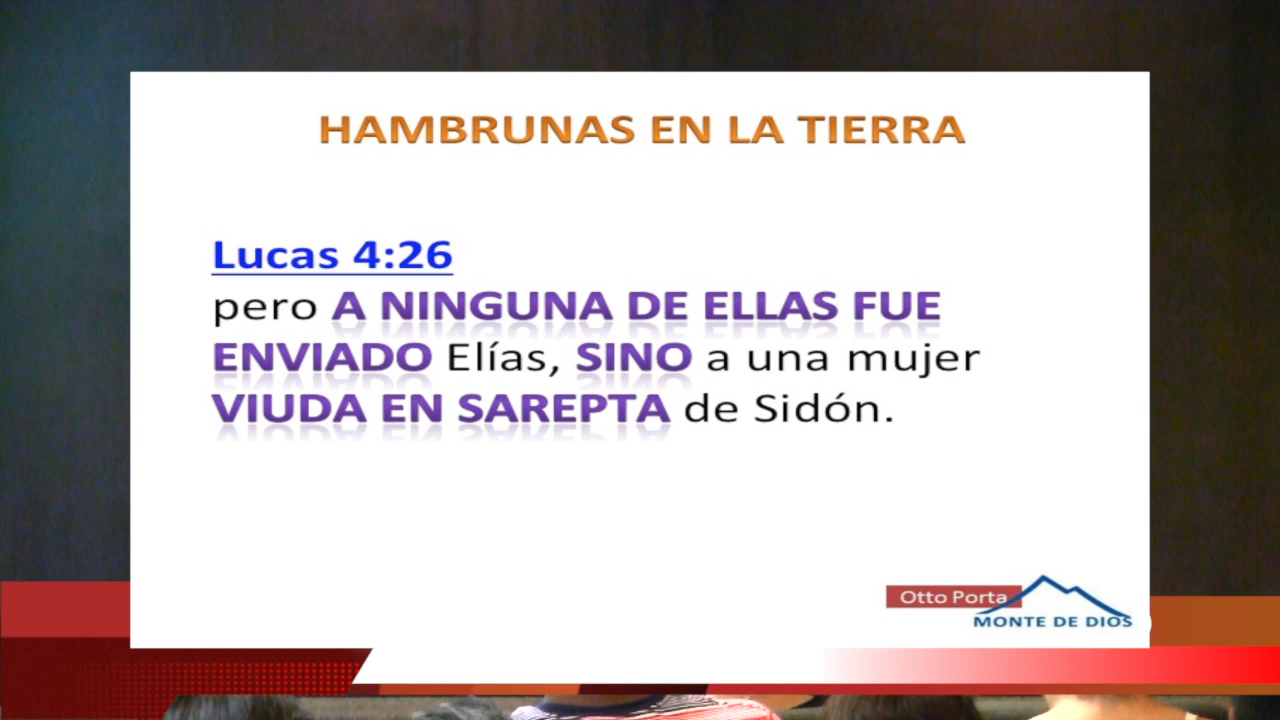 HAMBRUNAS EN LA TIERRA
Lucas 4:26
pero A NINGUNA DE ELLAS FUE
ENVIADO Elías, SINO a una mujer
VIUDA EN SAREPTA de Sidón.
Otto Porta
MONTE DE DIOS